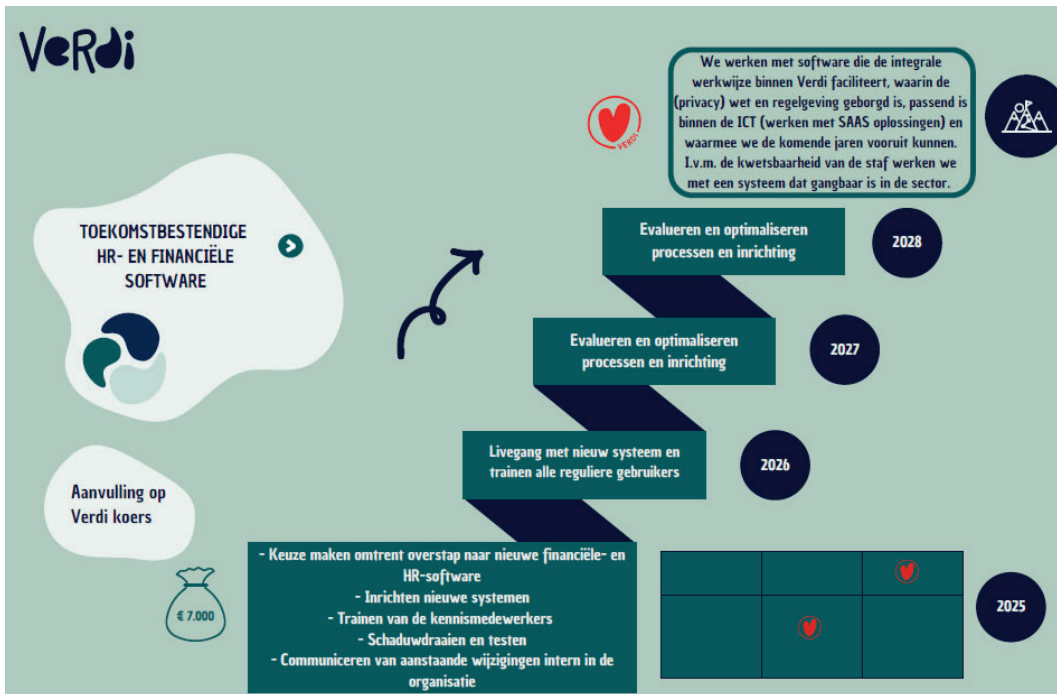 VeRdi
We werken met software die de integrale
werkwijze binnen Verdi faciliteert, waarin de
(privacy) wet en regelgeving geborgd is, passend is
binnen de ICT (werken met SAAS oplossingen) en
waarmee we de komende jaren vooruit kunnen.
I.v.m. de kwetsbaarheid van de staf werken we
met een systeem dat gangbaar is in de sector.
VERDI
TOEKOMSTBESTENDIGE
HR- EN FINANCIËLE
SOFTWARE
Evalueren en optimaliseren
processen en inrichting
2028
Evalueren en optimaliseren
processen en inrichting
2027
Livegang met nieuw systeem en
trainen alle reguliere gebruikers
2026
Aanvulling op
Verdi koers
€ 7.000
- Keuze maken omtrent overstap naar nieuwe financiële- en
HR-software
- Inrichten nieuwe systemen
- Trainen van de kennismedewerkers
- Schaduwdraaien en testen
- Communiceren van aanstaande wijzigingen intern in de
organisatie
2025